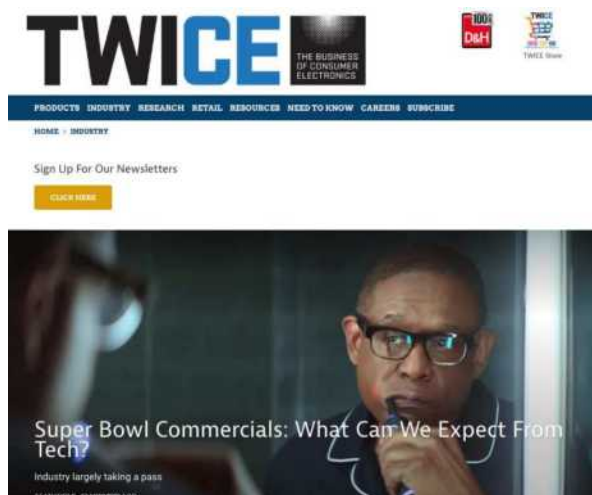 TWICE
THE BUSINESS
OF CONSUMER
ELECTRONICS
100
D&H
TWICE
TWICE Store
PRODUCTS INDUSTRY RESEARCH RETAIL RESOURCES NEED TO KNOW CAREERS SUBSCRIBE
HOME > INDUSTRY
Sign Up For Our Newsletters
CLICK HERE
Super Bowl Commercials: What Can We Expect From
Tech?
Industry largely taking a pass